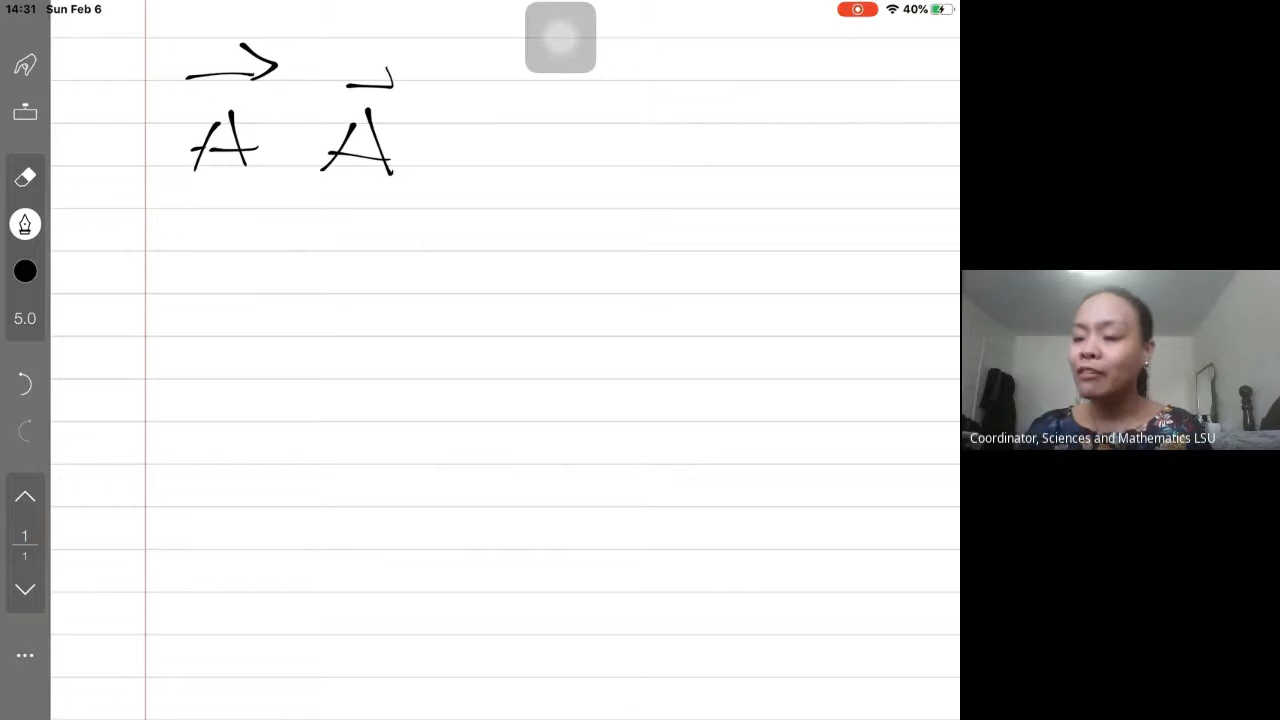 14:31 Sun Feb 6
40%
→ ⇀
A A
5.0
1
1
...
Coordinator, Sciences and Mathematics LSU